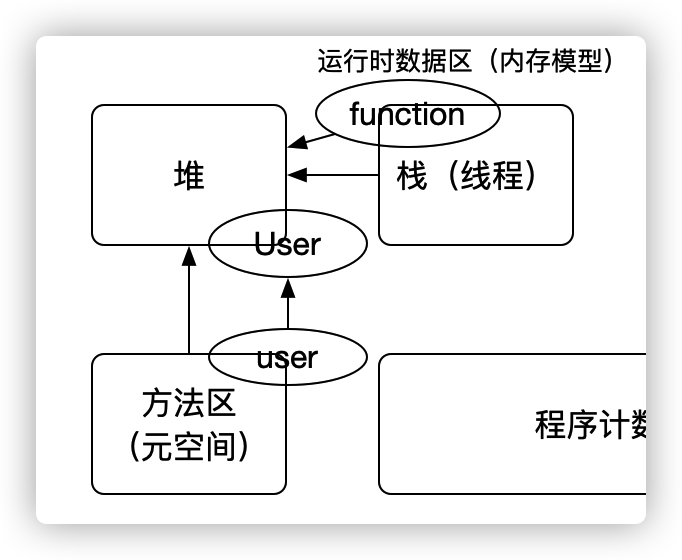 运行时数据区（内存模型）
function
堆
栈（线程）
User
user
方法区
（元空间）
程序计